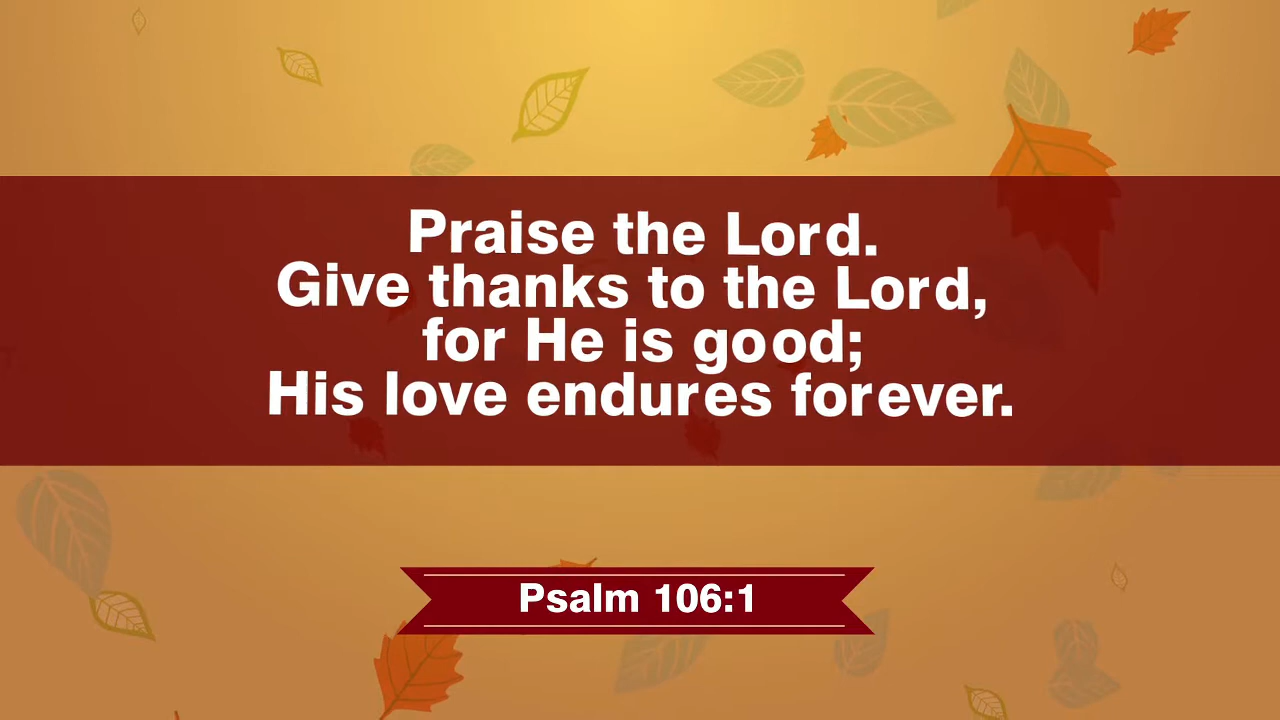 Praise the Lord.
Give thanks to the Lord,
for He is good;
His love endures forever.
Psalm 106:1